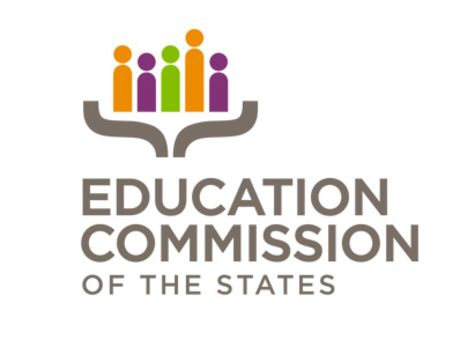 EDUCATION
COMMISSION
OF THE STATES